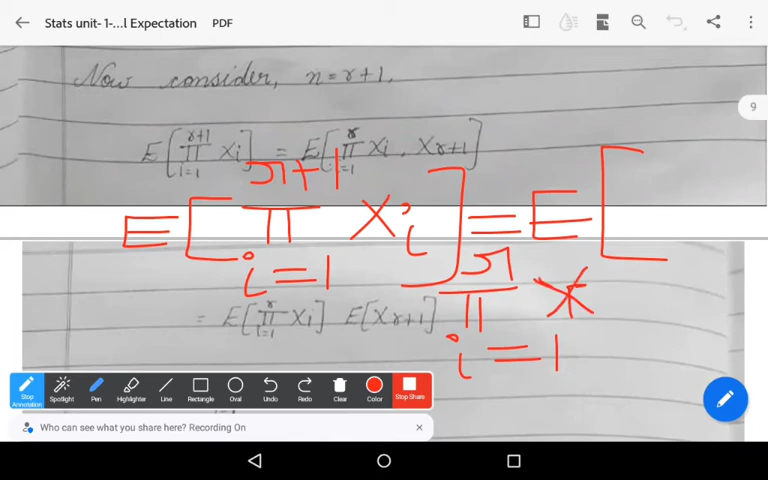 Stats unit- 1-...l Expectation PDF
9
Now consider, n = r+1,
E[ r+1 π i=1 Xi ] = E[ r π i=1 Xi . Xr+1 ]
E[ r+1 π i=1 Xi ] = E[
r π i=1 X
= E[ r π i=1 Xi ] E[Xr+1]
Stop Annotation Spotlight Pen Highlighter Line Rectangle Oval Undo Redo Clear Color Stop Share
Who can see what you share here? Recording On